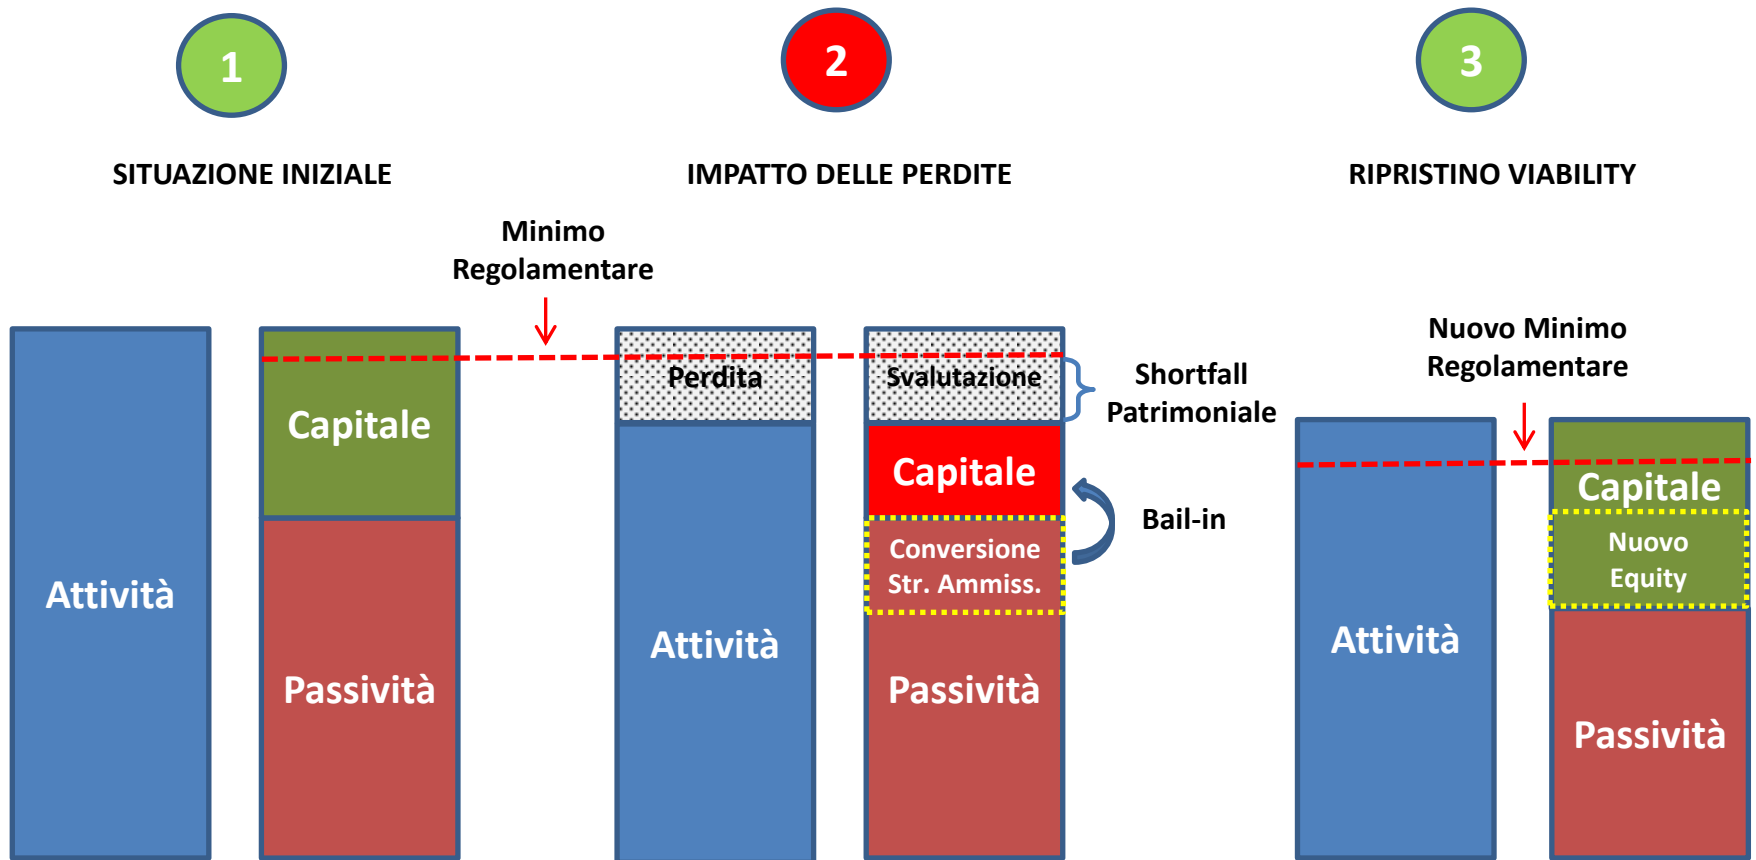 1
2
3
SITUAZIONE INIZIALE
IMPATTO DELLE PERDITE
RIPRISTINO VIABILITY
Minimo
Regolamentare
Attività
Capitale
Passività
Perdita
Attività
Svalutazione
Capitale
Conversione
Str. Ammiss.
Passività
Shortfall
Patrimoniale
Bail-in
Nuovo Minimo
Regolamentare
Attività
Capitale
Nuovo
Equity
Passività